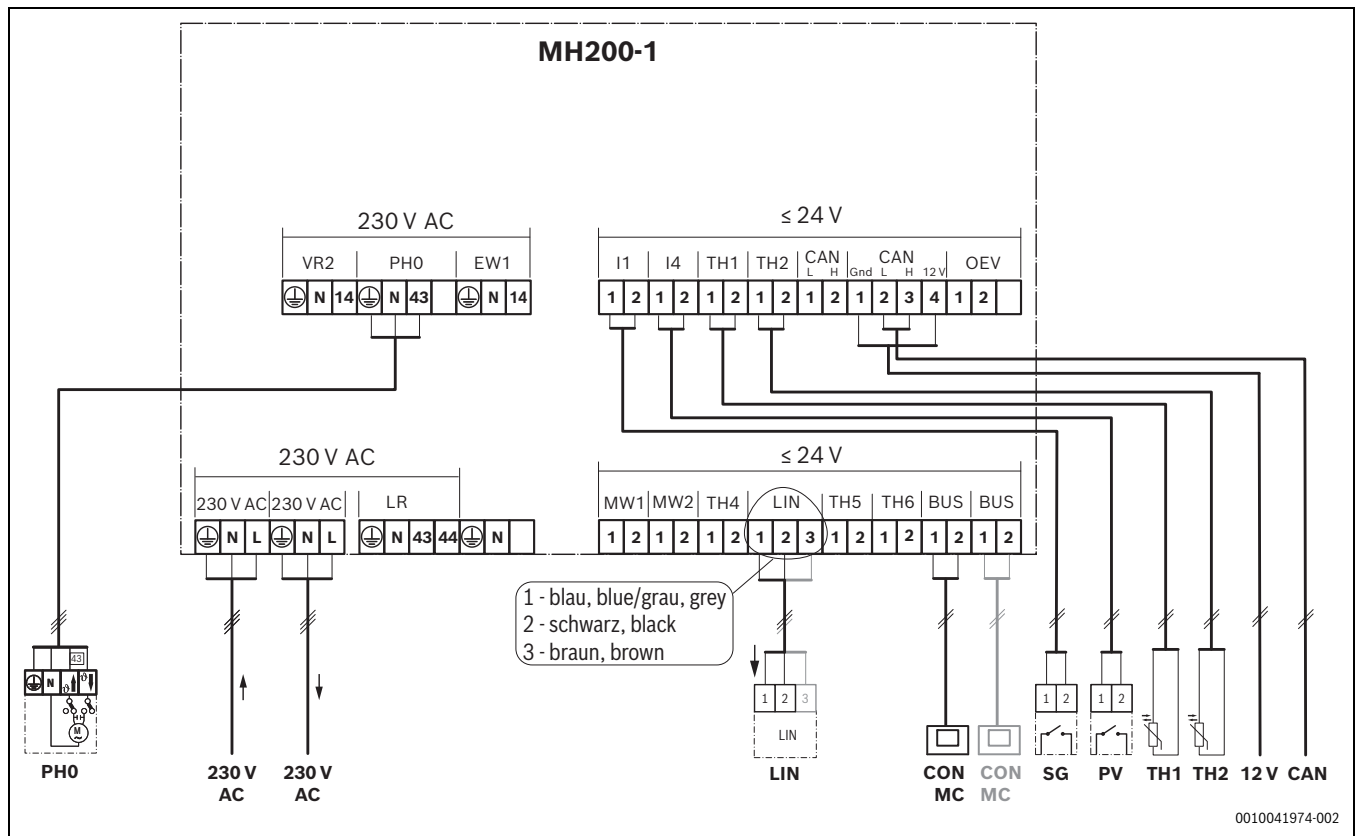 MH200-1
230 V AC
≤ 24 V
VR2 PH0 EW1
I1 I4 TH1 TH2 CAN CAN OEV
L H Gnd L H 12 V
N 14 N 43 N 14
1 2 1 2 1 2 1 2 1 2 1 2 3 4 1 2
230 V AC
≤ 24 V
230 V AC 230 V AC LR
MW1 MW2 TH4 LIN TH5 TH6 BUS BUS
N L N L N 43 44 N
1 2 1 2 1 2 1 2 3 1 2 1 2 1 2 1 2
1 - blau, blue/grau, grey
2 - schwarz, black
3 - braun, brown
43
N ϑ ϑ
M
~
1 2 3
LIN
1 2
1 2
PH0
230 V
AC
230 V
AC
LIN
CON
MC
CON
MC
SG
PV
TH1
TH2
12 V
CAN
0010041974-002